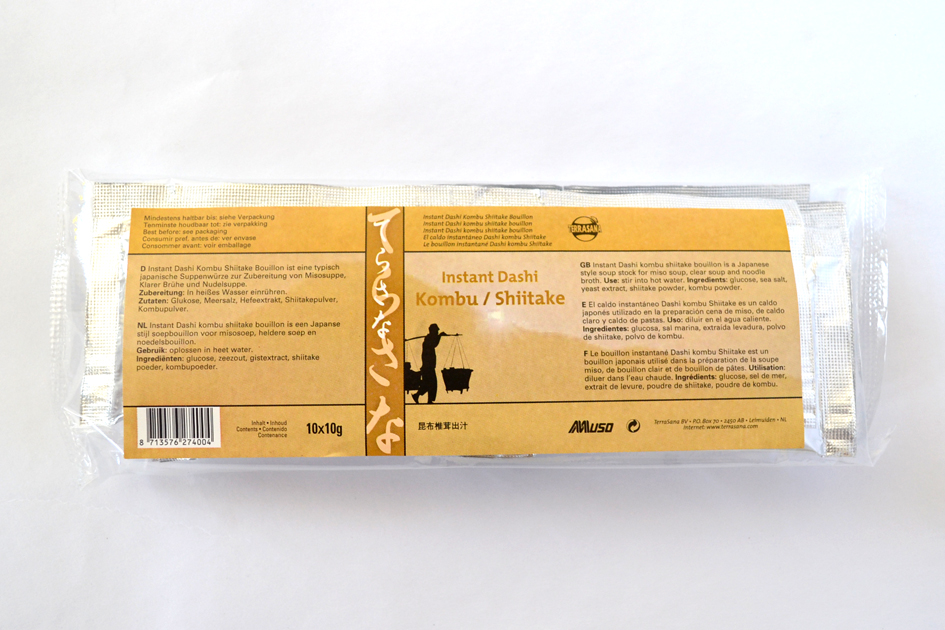 Mindestens haltbar bis: siehe Verpackung
Tenminste houdbaar tot: zie verpakking
Best before: see packaging
Consumir pref. antes de: ver envase
Consommer avant: voir emballage
D Instant Dashi Kombu Shiitake Bouillon ist eine typisch
japanische Suppenwürze zur Zubereitung von Misosuppe,
Klarer Brühe und Nudelsuppe.
Zubereitung: In heißes Wasser einrühren.
Zutaten: Glukose, Meersalz, Hefeextrakt, Shiitakepulver,
Kombupulver.
NL Instant Dashi kombu shiitake bouillon is een Japanse
stijl soepbouillon voor misosoep, heldere soep en
noedelsbouillon.
Gebruik: oplossen in heet water.
Ingrediënten: glucose, zeezout, gistextract, shiitake
poeder, kombupoeder.
8 713576 274004
Inhalt • Inhoud
Contents • Contenido
Contenance
10x10g
Instant Dashi Kombu Shiitake Bouillon
Instant Dashi kombu shiitake bouillon
Instant Dashi kombu shiitake bouillon
El caldo instantáneo Dashi kombu Shiitake
Le bouillon instantané Dashi kombu Shiitake
TERRASANA
Instant Dashi
Kombu / Shiitake
昆布椎茸出汁
GB Instant Dashi kombu shiitake bouillon is a Japanese
style soup stock for miso soup, clear soup and noodle
broth. Use: stir into hot water. Ingredients: glucose, sea salt,
yeast extract, shiitake powder, kombu powder.
E El caldo instantáneo Dashi kombu Shiitake es un caldo
japonés utilizado en la preparación cena de miso, de caldo
claro y caldo de pastas. Uso: diluir en el agua caliente.
Ingredientes: glucosa, sal marina, extraida levadura, polvo
de shiitake, polvo de kombu.
F Le bouillon instantané Dashi kombu Shiitake est un
bouillon japonais utilisé dans la préparation de la soupe
miso, de bouillon clair et de bouillon de pâtes. Utilisation:
diluer dans l'eau chaude. Ingrédients: glucose, sel de mer,
extrait de levure, poudre de shiitake, poudre de kombu.
MUSO
TerraSana BV • P.O. Box 70 • 2450 AB • Leimuiden • NL
Internet: www.terrasana.com